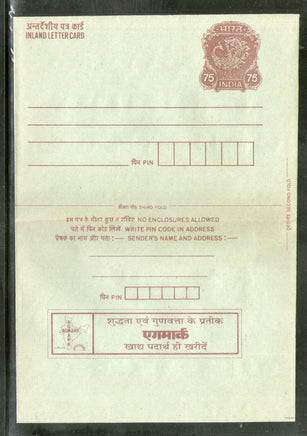 अन्तर्देशीय पत्र कार्ड
INLAND LETTER CARD
भारत
75 75
INDIA
पिन PIN
तीसरा मोड़ THIRD FOLD
दूसरा मोड़ SECOND FOLD
इस पत्र के भीतर कुछ न रखिए NO ENCLOSURES ALLOWED
पते में पिन कोड लिखें WRITE PIN CODE IN ADDRESS
प्रेषक का नाम और पता :— SENDER'S NAME AND ADDRESS :—
पिन PIN
AGMARK
शुद्धता एवं गुणवत्ता के प्रतीक
एगमार्क
खाद्य पदार्थ ही खरीदें